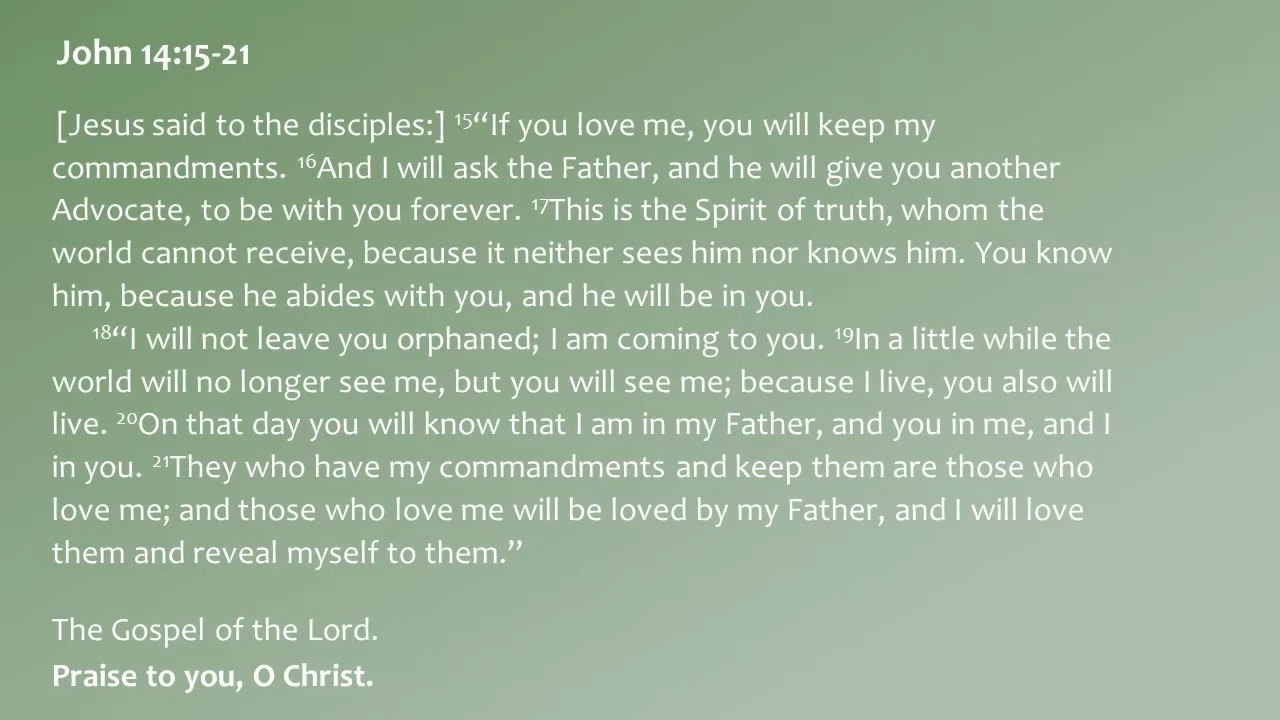 John 14:15-21
[Jesus said to the disciples:] ¹⁵“If you love me, you will keep my
commandments. ¹⁶And I will ask the Father, and he will give you another
Advocate, to be with you forever. ¹⁷This is the Spirit of truth, whom the
world cannot receive, because it neither sees him nor knows him. You know
him, because he abides with you, and he will be in you.
¹⁸“I will not leave you orphaned; I am coming to you. ¹⁹In a little while the
world will no longer see me, but you will see me; because I live, you also will
live. ²⁰On that day you will know that I am in my Father, and you in me, and I
in you. ²¹They who have my commandments and keep them are those who
love me; and those who love me will be loved by my Father, and I will love
them and reveal myself to them.”
The Gospel of the Lord.
Praise to you, O Christ.